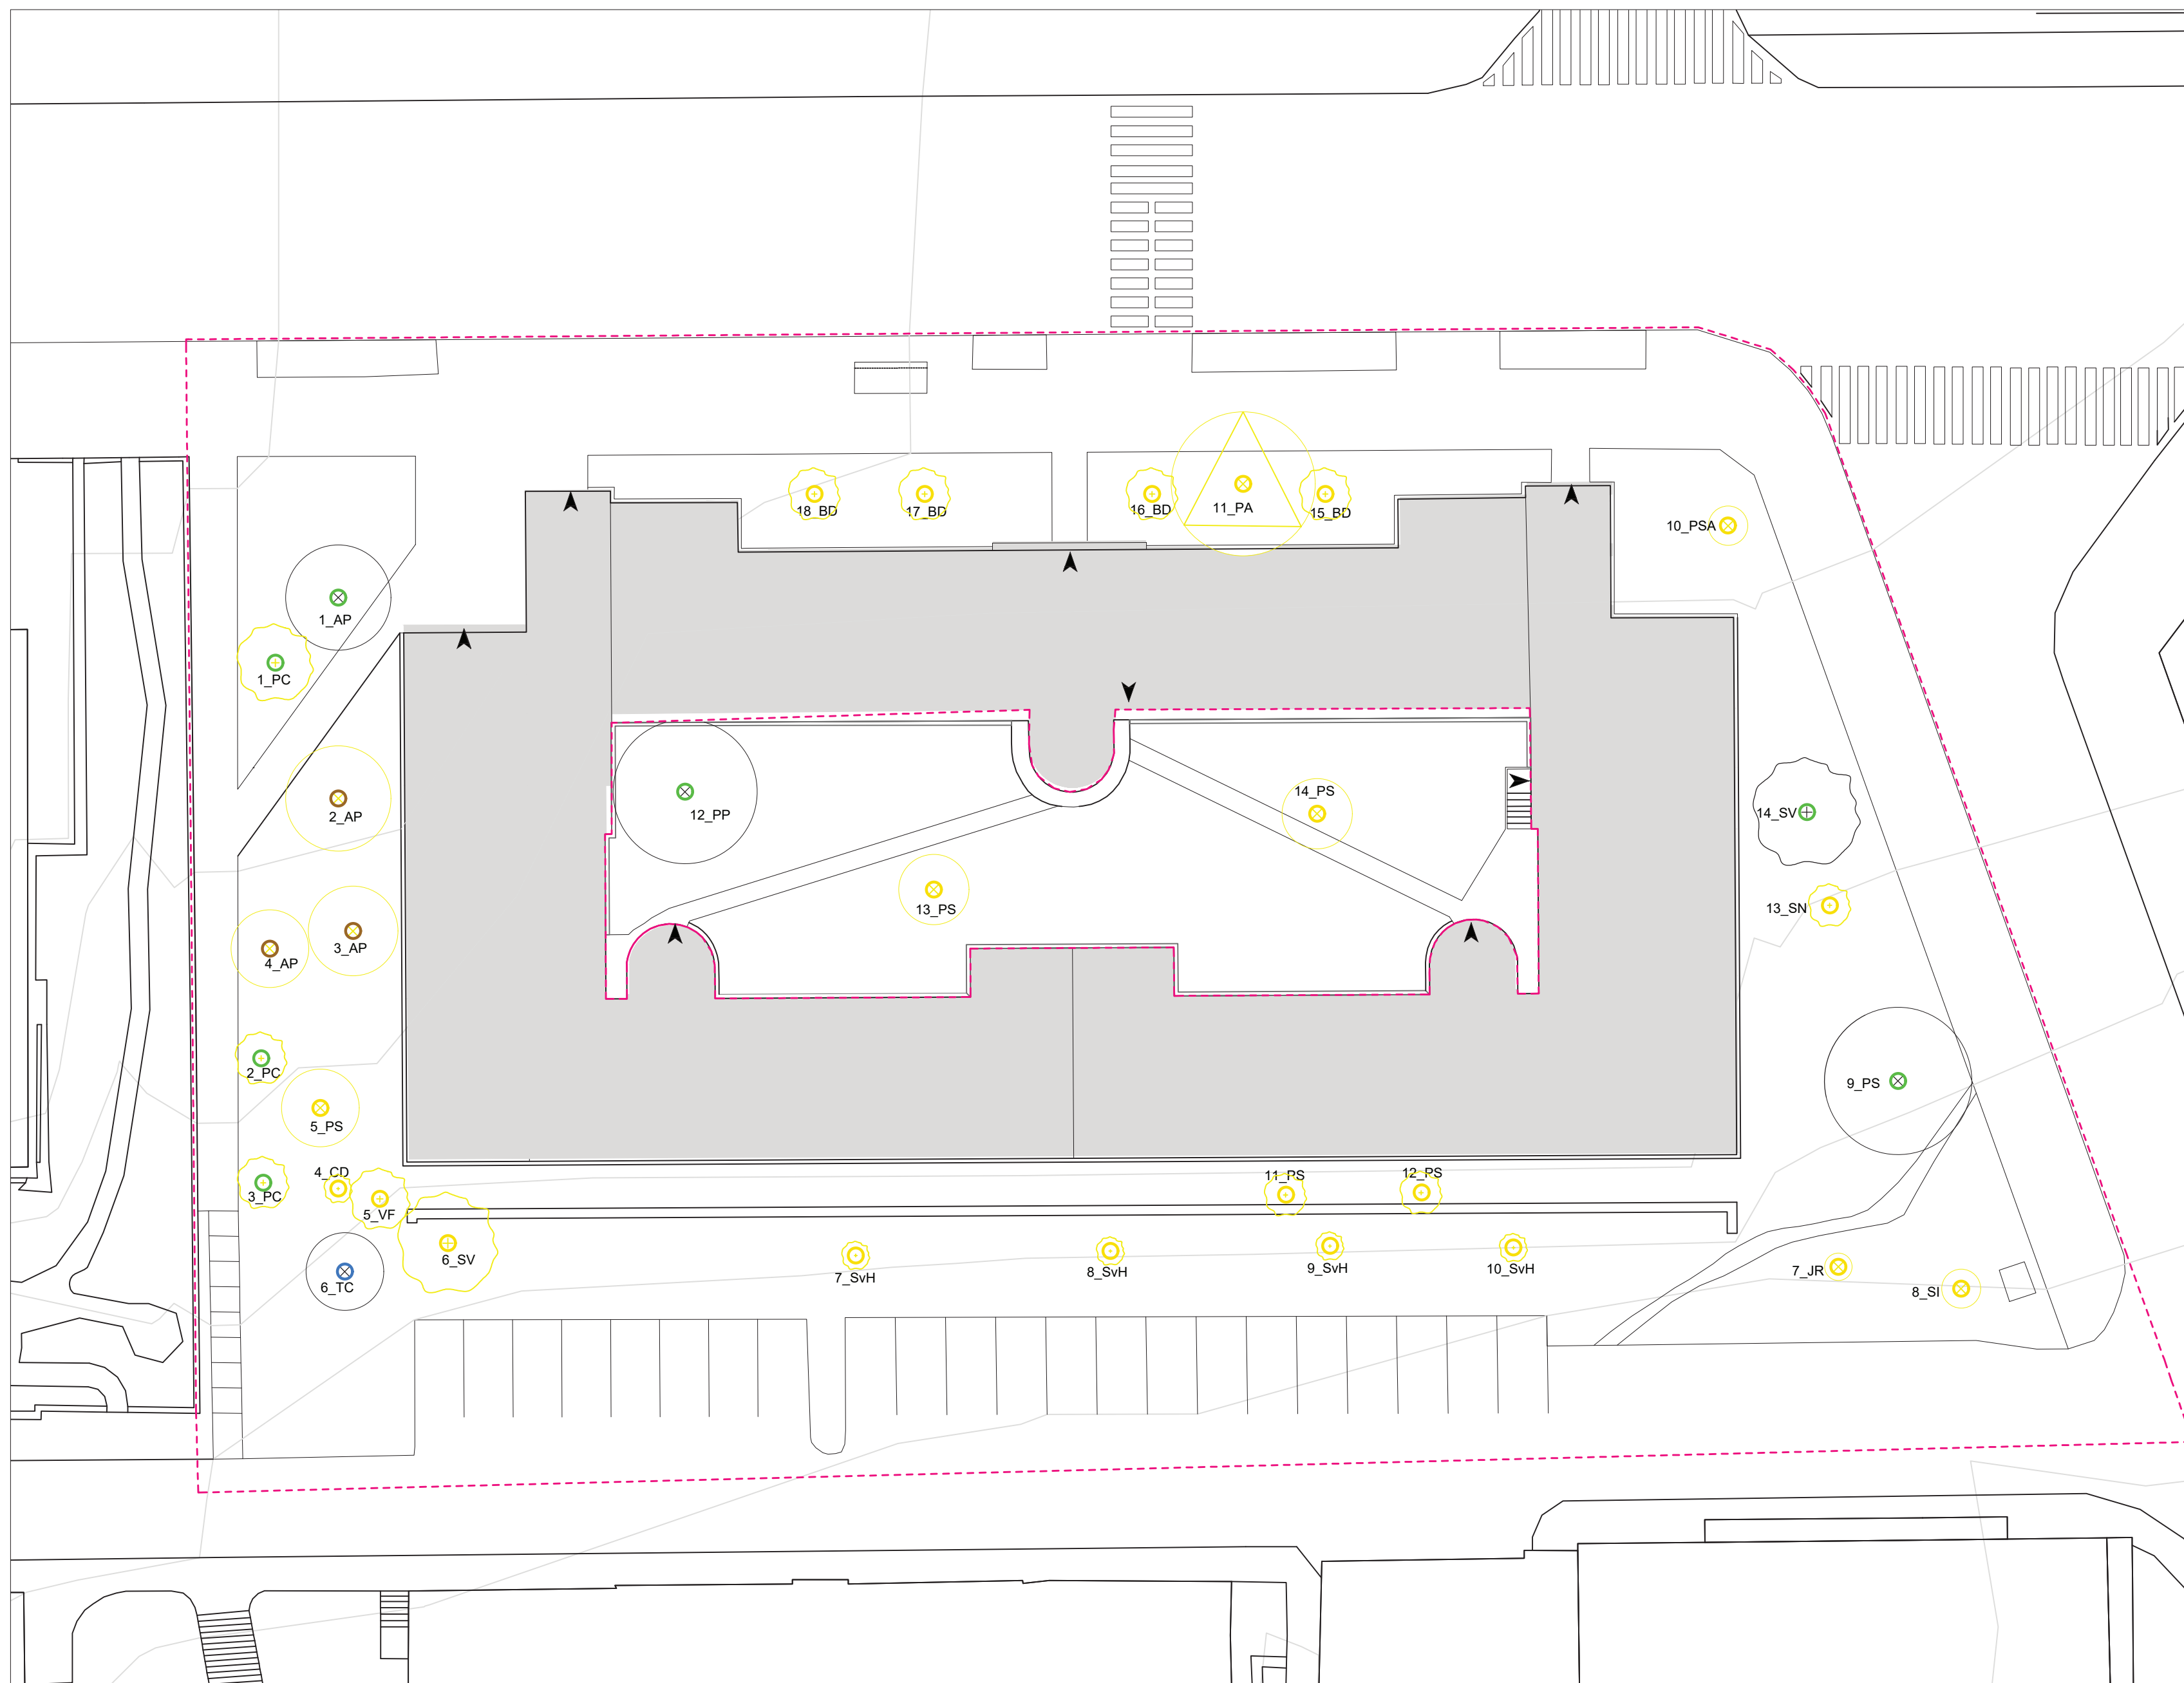 18_BD
17_BD
16_BD
11_PA
15_BD
10_PSA
1_AP
1_PC
2_AP
12_PP
14_PS
14_SV
13_PS
13_SN
3_AP
4_AP
2_PC
9_PS
5_PS
4_CD
11_PS
12_PS
3_PC
5_VF
6_SV
6_TC
7_SvH
8_SvH
9_SvH
10_SvH
7_JR
8_SI